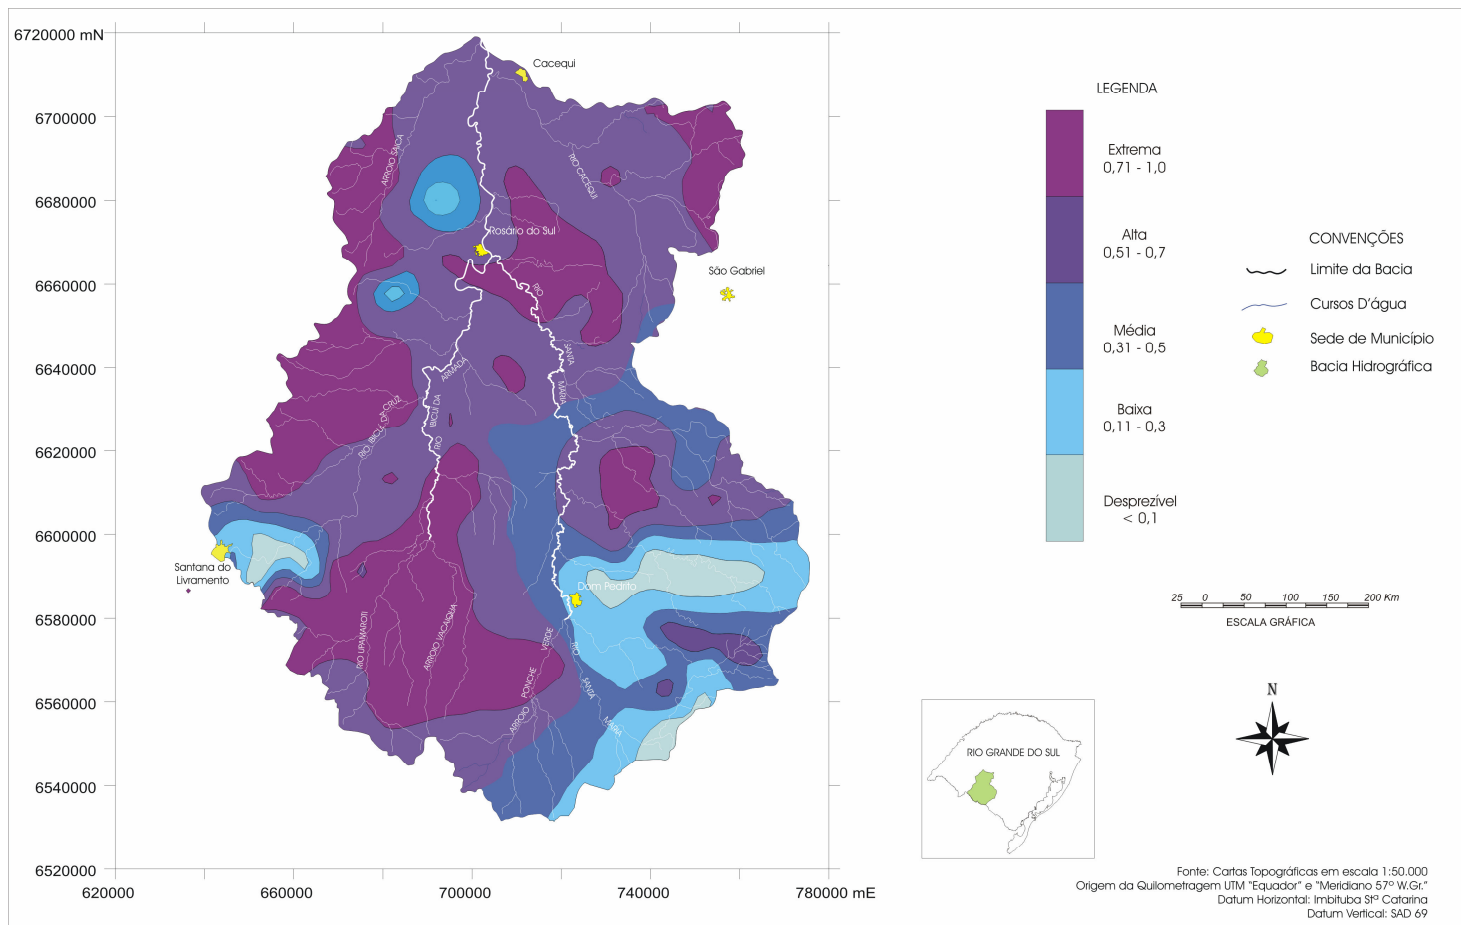 6720000 mN
6700000
6680000
6660000
6640000
6620000
6600000
6580000
6560000
6540000
6520000
620000
660000
700000
740000
780000 mE
Cacequi
ARROIO SAICÃ
RIO CACEQUI
Rosário do Sul
São Gabriel
RIO
SANTA
MARIA
ARMADA
IBICUÍ DA
RIO
RIO IBICUÍ DA CRUZ
Santana do
Livramento
Dom Pedrito
RIO UPAMAROTI
ARROIO VACAIQUA
ARROIO PONCHE VERDE
RIO
SANTA
MARIA
LEGENDA
Extrema
0,71 - 1,0
Alta
0,51 - 0,7
Média
0,31 - 0,5
Baixa
0,11 - 0,3
Desprezível
< 0,1
CONVENÇÕES
Limite da Bacia
Cursos D'água
Sede de Município
Bacia Hidrográfica
25 0 50 100 150 200 Km
ESCALA GRÁFICA
N
RIO GRANDE DO SUL
Fonte: Cartas Topográficas em escala 1:50.000
Origem da Quilometragem UTM "Equador" e "Meridiano 57º W.Gr."
Datum Horizontal: Imbituba Stª Catarina
Datum Vertical: SAD 69